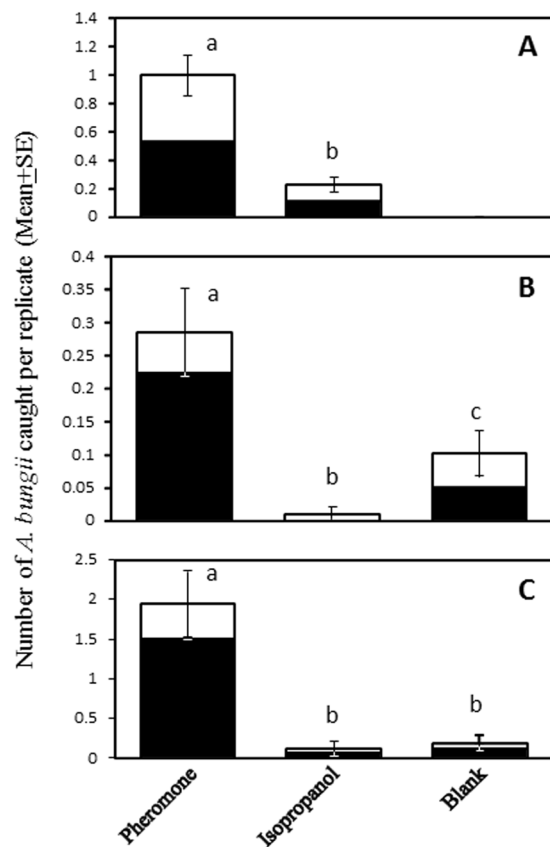 Number of A. bungii caught per replicate (Mean±SE)
A
1.4
1.2
1
0.8
0.6
0.4
0.2
0
a
b
B
0.4
0.35
0.3
0.25
0.2
0.15
0.1
0.05
0
a
b
c
C
2.5
2
1.5
1
0.5
0
a
b
b
Pheromone
Isopropanol
Blank